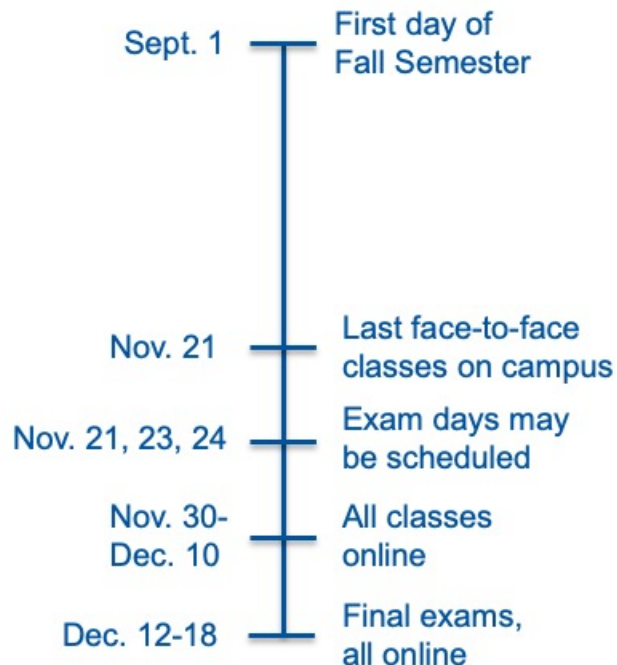 Sept. 1
First day of
Fall Semester
Nov. 21
Last face-to-face
classes on campus
Nov. 21, 23, 24
Exam days may
be scheduled
Nov. 30-
Dec. 10
All classes
online
Dec. 12-18
Final exams,
all online